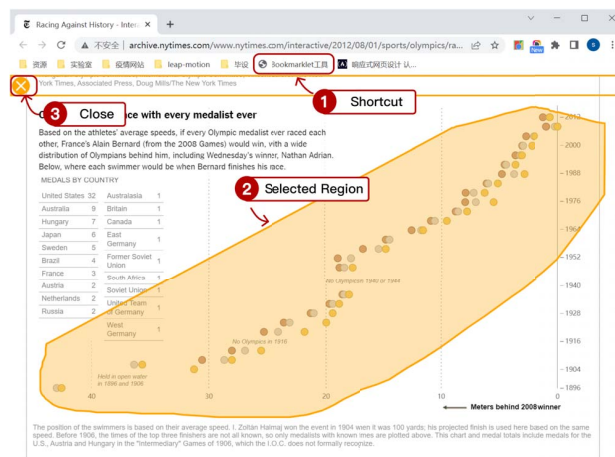 Racing Against History - Intera
不安全 | archive.nytimes.com/www.nytimes.com/interactive/2012/08/01/sports/olympics/ra...
New
资源 实验室 疫情网站 leap-motion 毕设 Bookmarklet工具 响应式网页设计 认...
York Times, Associated Press, Doug Mills/The New York Times
1 Shortcut
3 Close
ce with every medalist ever
Based on the athletes' average speeds, if every Olympic medalist ever raced each
other, France's Alain Bernard (from the 2008 Games) would win, vith a wide
distribution of Olympians behind him, including Wednesday's winner, Nathan Adrian.
Below, where each swimmer would be when Bernard finishes his race.
2 Selected Region
MEDALS BY COUNTRY
United States 32 Australasia 1
Australia 9 Britain 1
Hungary 7 Canada 1
Japan 6 East Germany 1
Sweden 5
Brazil 4 Former Soviet Union 1
France 3 South Africa 1
Austria 2 Soviet Union 1
Netherlands 2 United Team of Germany 1
Russia 2
West Germany 1
2012
2000
1988
1976
1964
1952
1940
1928
1916
1904
1896
No Olympics in 1940 or 1944
No Olympics in 1916
Held in open water
in 1896 and 1906
40 30 20 10 0
Meters behind 2008 winner
The position of the swimmers is based on their average speed. I. Zoltán Halmaj won the event in 1904 wen it was 100 yards; his projected finish is used here based on the same
speed. Before 1906, the times of the top three finishers are not all known, so only medalists with known imes are plotted above. This chart and medal totals include medals for the
U.S., Austria and Hungary in the "Intermediary" Games of 1906, which the I.O.C. does not formally recognize.